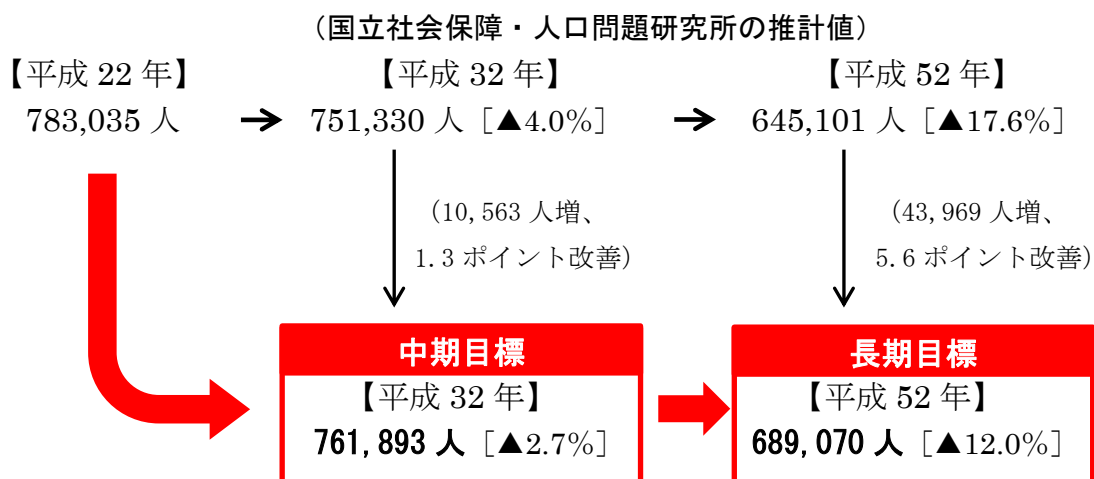 （国立社会保障・人口問題研究所の推計値）
【平成 22 年】 【平成 32 年】 【平成 52 年】
783,035 人 → 751,330 人［▲4.0%］ → 645,101 人［▲17.6%］
（10,563 人増、 （43,969 人増、
1.3 ポイント改善） 5.6 ポイント改善）
中期目標 長期目標
【平成 32 年】 【平成 52 年】
761,893 人［▲2.7%］ 689,070 人［▲12.0%］